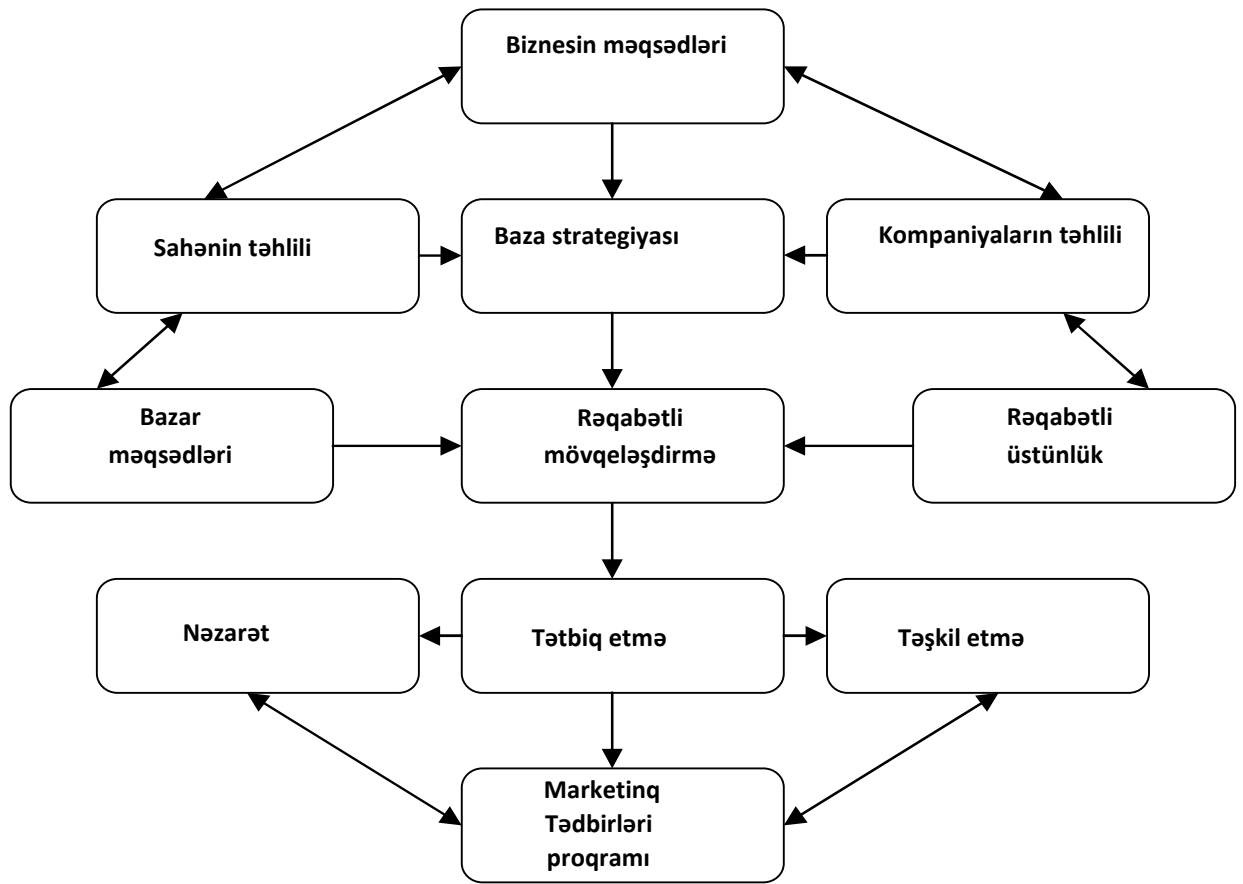 Biznesin məqsədləri
Sahənin təhlili
Baza strategiyası
Kompaniyaların təhlili
Bazar
məqsədləri
Rəqabətli
mövqeləşdirmə
Rəqabətli
üstünlük
Nəzarət
Tətbiq etmə
Təşkil etmə
Marketinq
Tədbirləri
proqramı